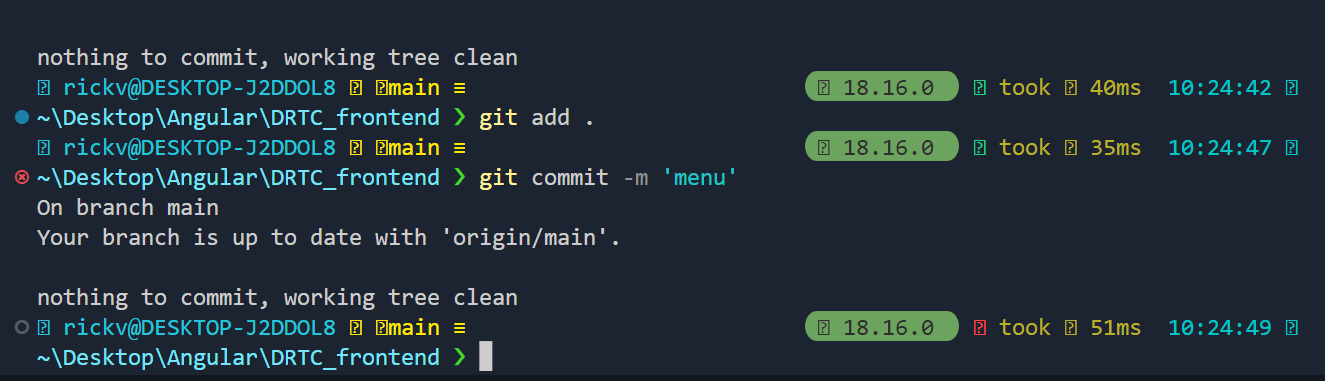 nothing to commit, working tree clean
rickv@DESKTOP-J2DDOL8 main ≡ 18.16.0 took 40ms 10:24:42
~\Desktop\Angular\DRTC_frontend ❯ git add .
rickv@DESKTOP-J2DDOL8 main ≡ 18.16.0 took 35ms 10:24:47
~\Desktop\Angular\DRTC_frontend ❯ git commit -m 'menu'
On branch main
Your branch is up to date with 'origin/main'.
nothing to commit, working tree clean
rickv@DESKTOP-J2DDOL8 main ≡ 18.16.0 took 51ms 10:24:49
~\Desktop\Angular\DRTC_frontend ❯